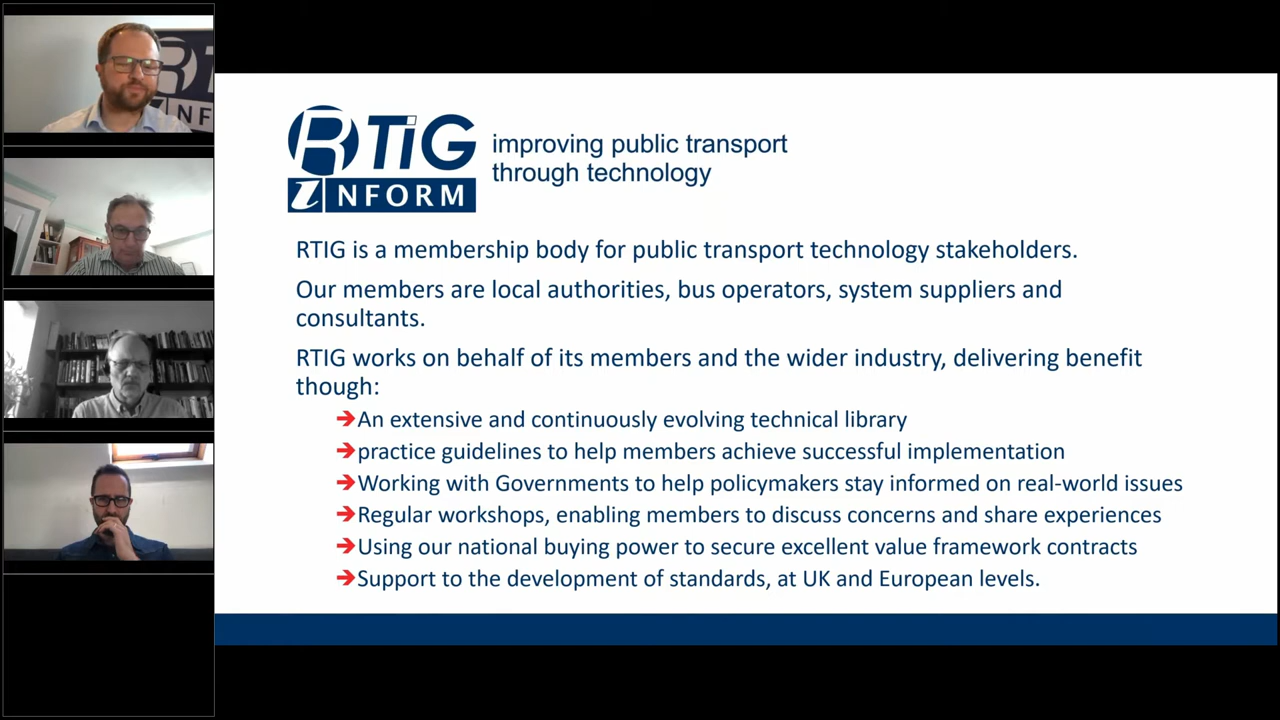 RT
NF
RTiG
iNFORM
improving public transport
through technology
RTIG is a membership body for public transport technology stakeholders.
Our members are local authorities, bus operators, system suppliers and
consultants.
RTIG works on behalf of its members and the wider industry, delivering benefit
though:
➔An extensive and continuously evolving technical library
➔practice guidelines to help members achieve successful implementation
➔Working with Governments to help policymakers stay informed on real-world issues
➔Regular workshops, enabling members to discuss concerns and share experiences
➔Using our national buying power to secure excellent value framework contracts
➔Support to the development of standards, at UK and European levels.